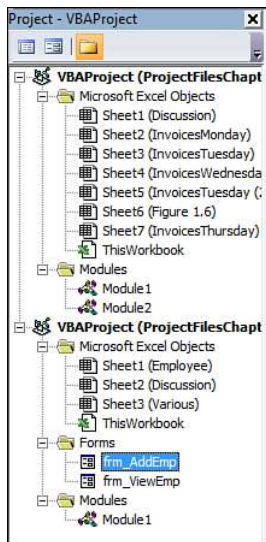 Project - VBAProject
VBAProject (ProjectFilesChapt
Microsoft Excel Objects
Sheet1 (Discussion)
Sheet2 (InvoicesMonday)
Sheet3 (InvoicesTuesday)
Sheet4 (InvoicesWednesda
Sheet5 (InvoicesTuesday (2
Sheet6 (Figure 1.6)
Sheet7 (InvoicesThursday)
ThisWorkbook
Modules
Module1
Module2
VBAProject (ProjectFilesChapt
Microsoft Excel Objects
Sheet1 (Employee)
Sheet2 (Discussion)
Sheet3 (Various)
ThisWorkbook
Forms
frm_AddEmp
frm_ViewEmp
Modules
Module1